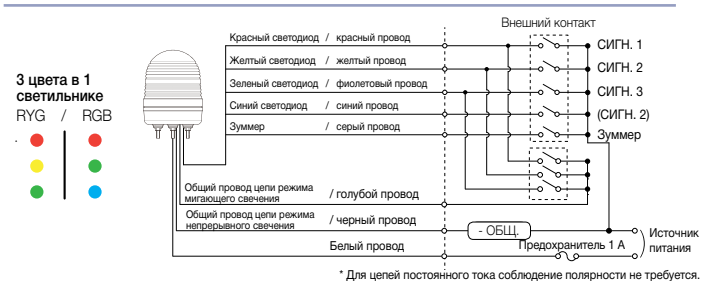 Внешний контакт
Красный светодиод / красный провод
СИГН. 1
Желтый светодиод / желтый провод
СИГН. 2
Зеленый светодиод / фиолетовый провод
СИГН. 3
Синий светодиод / синий провод
(СИГН. 2)
Зуммер / серый провод
Зуммер
3 цвета в 1
светильнике
RYG / RGB
Общий провод цепи режима
мигающего свечения / голубой провод
Общий провод цепи режима
непрерывного свечения / черный провод
- ОБЩ.
Белый провод
Предохранитель 1 А
Источник
питания
* Для цепей постоянного тока соблюдение полярности не требуется.